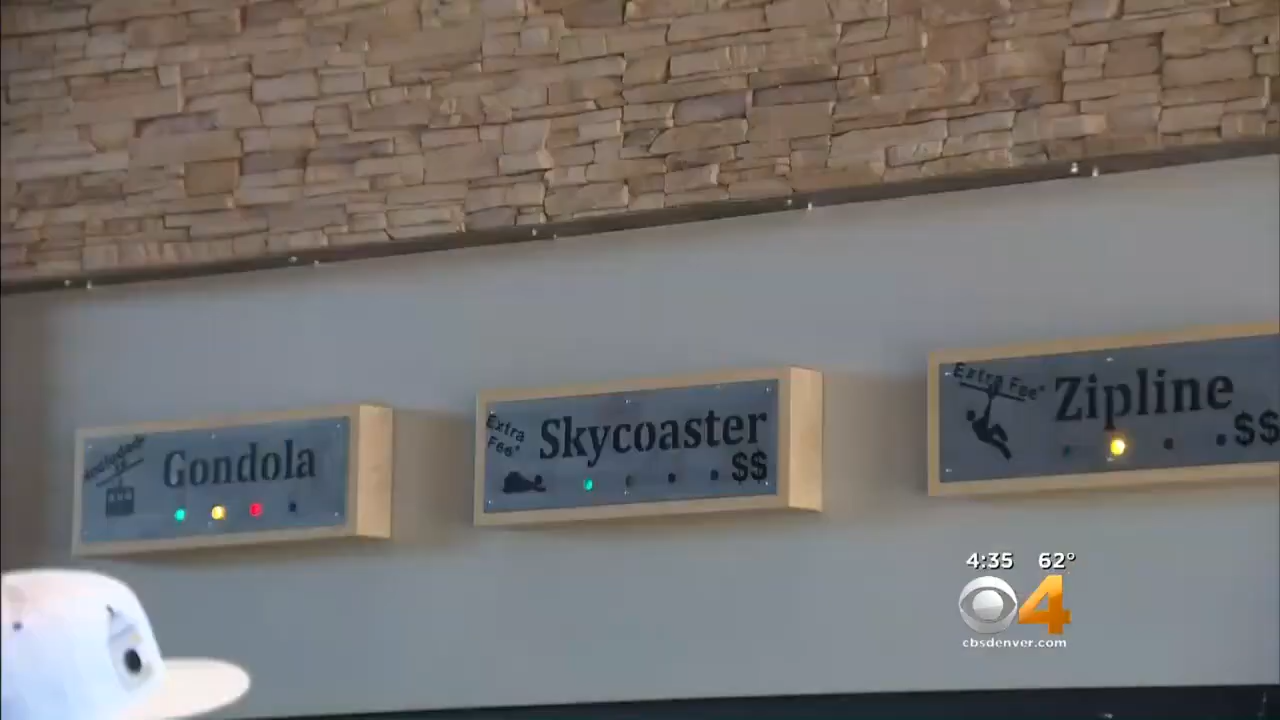 Gondola
Extra
Fee*
Skycoaster
$$
Extra Fee*
Zipline
$$
4:35 62°
4
cbsdenver.com